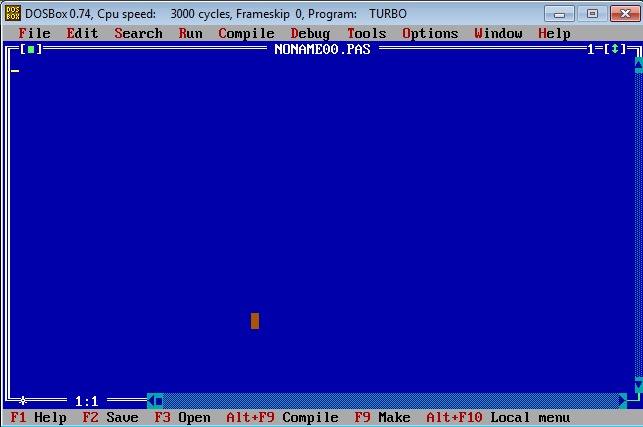 DOSBox 0.74, Cpu speed: 3000 cycles, Frameskip 0, Program: TURBO
File Edit Search Run Compile Debug Tools Options Window Help
[■] NONAME00.PAS 1=[↕]
1:1
F1 Help F2 Save F3 Open Alt+F9 Compile F9 Make Alt+F10 Local menu